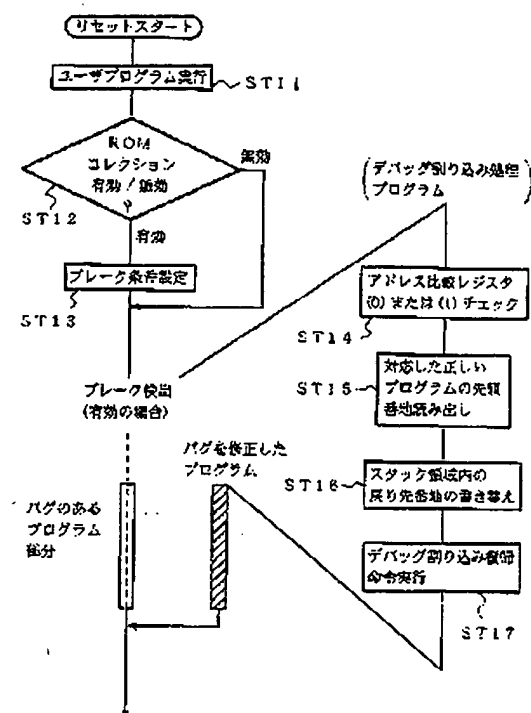 リセットスタート
ユーザプログラム実行
ST11
ROM
コレクション
有効/無効
?
無効
ST12
有効
ブレーク条件設定
ST13
ブレーク検出
(有効の場合)
バグのある
プログラム
部分
バグを修正した
プログラム
(デバッグ割り込み処理
プログラム)
アドレス比較レジスタ
(0)または(1)チェック
ST14
対応した正しい
プログラムの先頭
番地読み出し
ST15
スタック領域内の
戻り先番地の書き替え
ST16
デバッグ割り込み復帰
命令実行
ST17